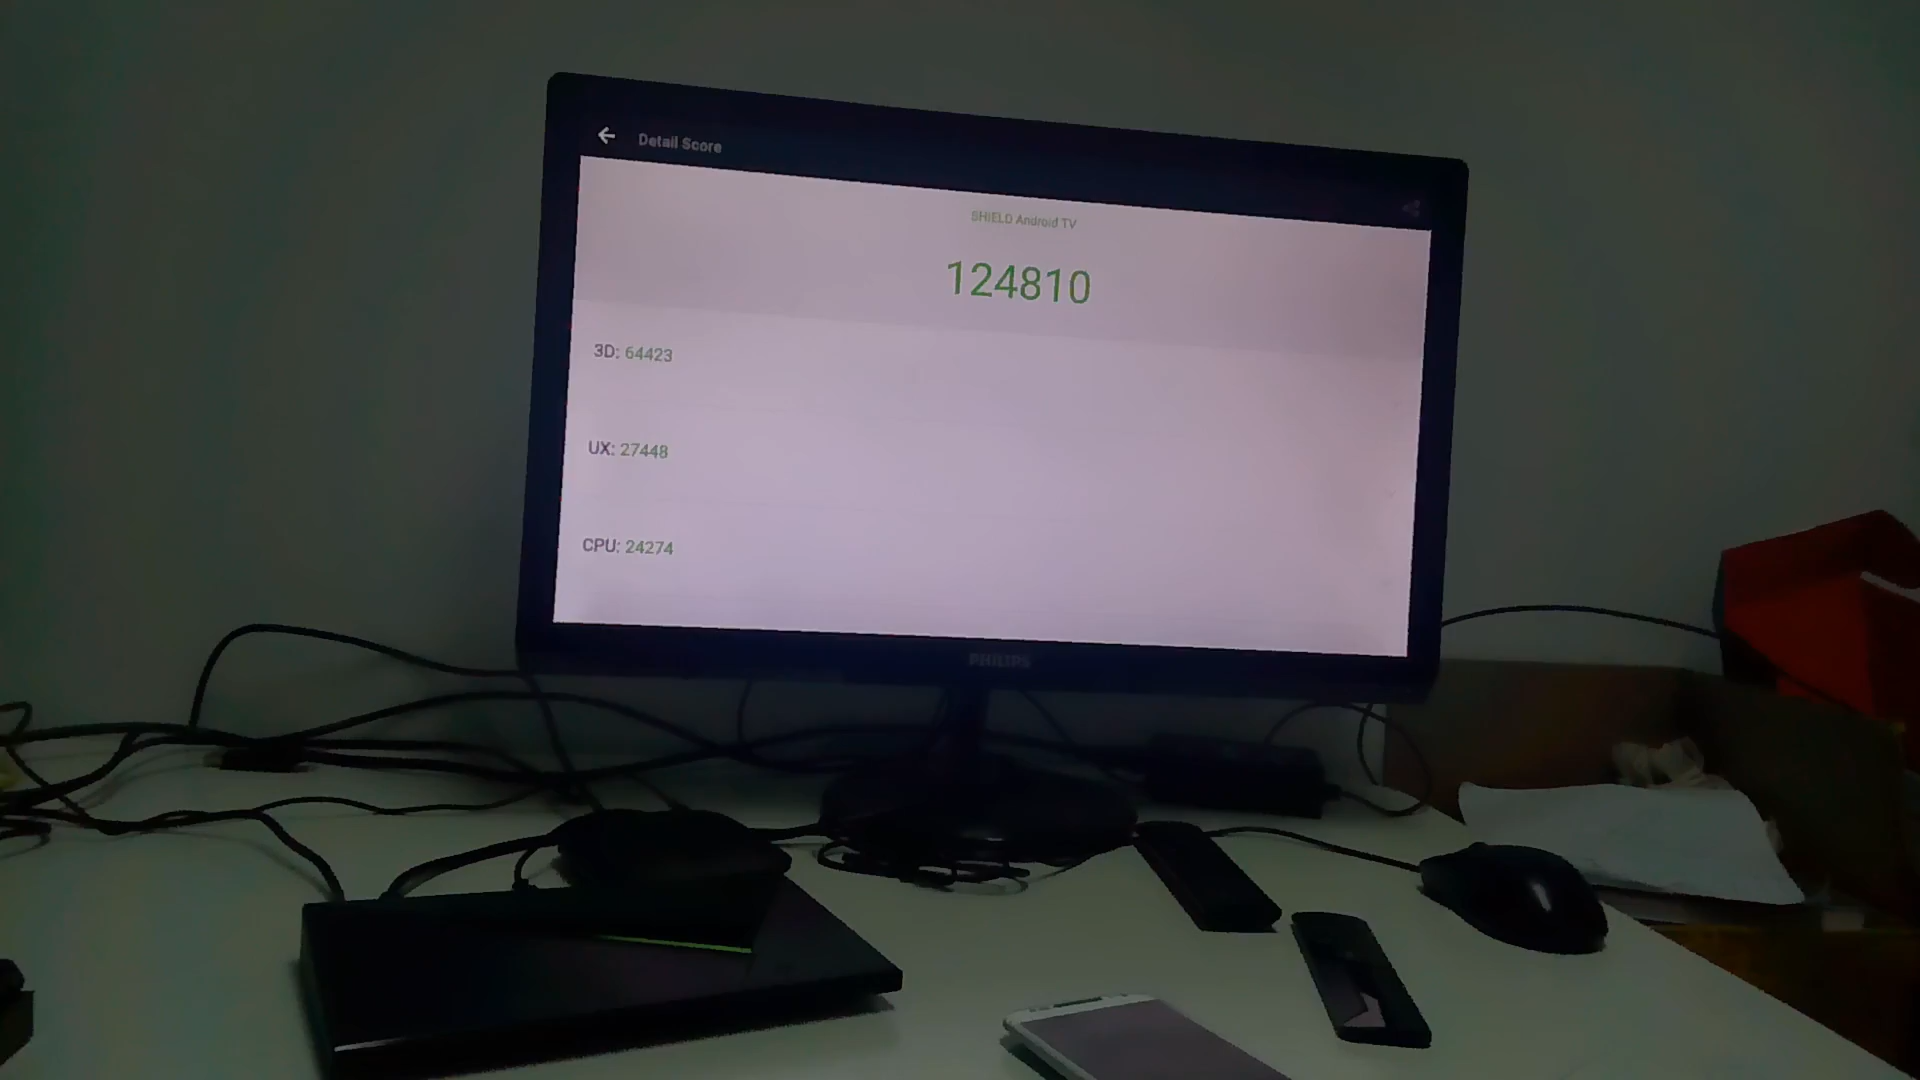 Detail Score
SHIELD Android TV
124810
3D: 64423
UX: 27448
CPU: 24274
PHILIPS